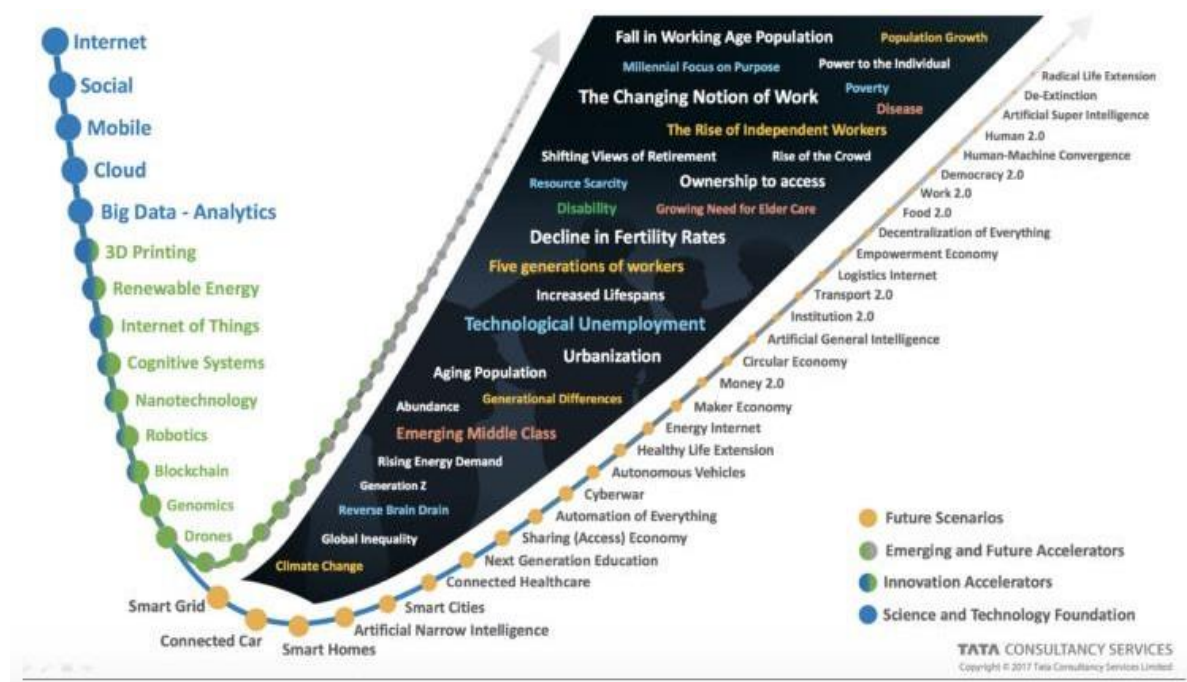 Internet
Social
Mobile
Cloud
Big Data - Analytics
3D Printing
Renewable Energy
Internet of Things
Cognitive Systems
Nanotechnology
Robotics
Blockchain
Genomics
Drones
Fall in Working Age Population
Population Growth
Millennial Focus on Purpose
Power to the Individual
The Changing Notion of Work
Poverty
Disease
The Rise of Independent Workers
Shifting Views of Retirement
Rise of the Crowd
Resource Scarcity
Ownership to access
Disability
Growing Need for Elder Care
Decline in Fertility Rates
Five generations of workers
Increased Lifespans
Technological Unemployment
Urbanization
Aging Population
Abundance
Generational Differences
Emerging Middle Class
Rising Energy Demand
Generation Z
Reverse Brain Drain
Global Inequality
Climate Change
Radical Life Extension
De-Extinction
Artificial Super Intelligence
Human 2.0
Human-Machine Convergence
Democracy 2.0
Work 2.0
Food 2.0
Decentralization of Everything
Empowerment Economy
Logistics Internet
Transport 2.0
Institution 2.0
Artificial General Intelligence
Circular Economy
Money 2.0
Maker Economy
Energy Internet
Healthy Life Extension
Autonomous Vehicles
Cyberwar
Automation of Everything
Sharing (Access) Economy
Next Generation Education
Connected Healthcare
Smart Cities
Artificial Narrow Intelligence
Smart Homes
Connected Car
Smart Grid
Future Scenarios
Emerging and Future Accelerators
Innovation Accelerators
Science and Technology Foundation
TATA CONSULTANCY SERVICES
Copyright © 2017 Tata Consultancy Services Limited